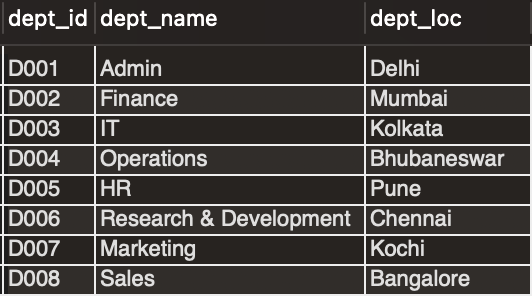 dept_id dept_name dept_loc
D001 Admin Delhi
D002 Finance Mumbai
D003 IT Kolkata
D004 Operations Bhubaneswar
D005 HR Pune
D006 Research & Development Chennai
D007 Marketing Kochi
D008 Sales Bangalore